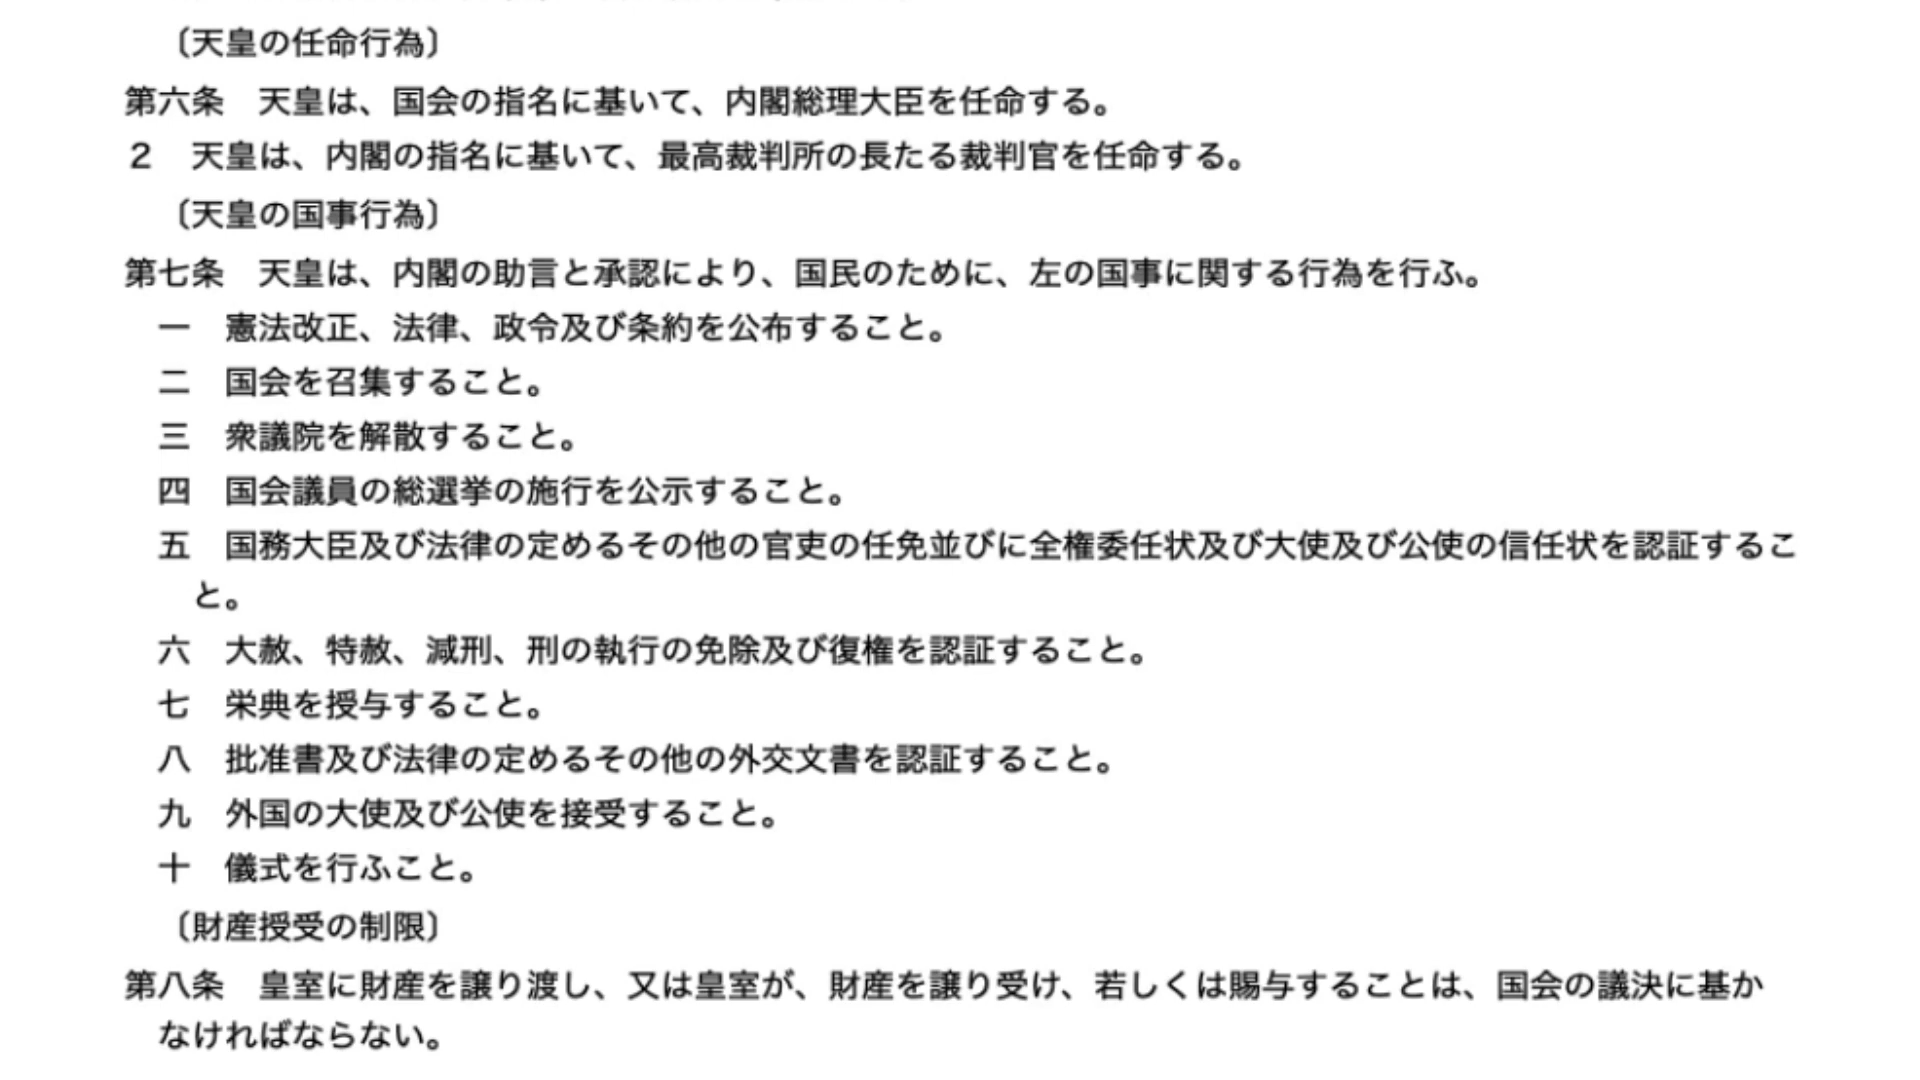 〔天皇の任命行為〕
第六条　天皇は、国会の指名に基いて、内閣総理大臣を任命する。
２　天皇は、内閣の指名に基いて、最高裁判所の長たる裁判官を任命する。
〔天皇の国事行為〕
第七条　天皇は、内閣の助言と承認により、国民のために、左の国事に関する行為を行ふ。
一　憲法改正、法律、政令及び条約を公布すること。
二　国会を召集すること。
三　衆議院を解散すること。
四　国会議員の総選挙の施行を公示すること。
五　国務大臣及び法律の定めるその他の官吏の任免並びに全権委任状及び大使及び公使の信任状を認証するこ
と。
六　大赦、特赦、減刑、刑の執行の免除及び復権を認証すること。
七　栄典を授与すること。
八　批准書及び法律の定めるその他の外交文書を認証すること。
九　外国の大使及び公使を接受すること。
十　儀式を行ふこと。
〔財産授受の制限〕
第八条　皇室に財産を譲り渡し、又は皇室が、財産を譲り受け、若しくは賜与することは、国会の議決に基か
なければならない。